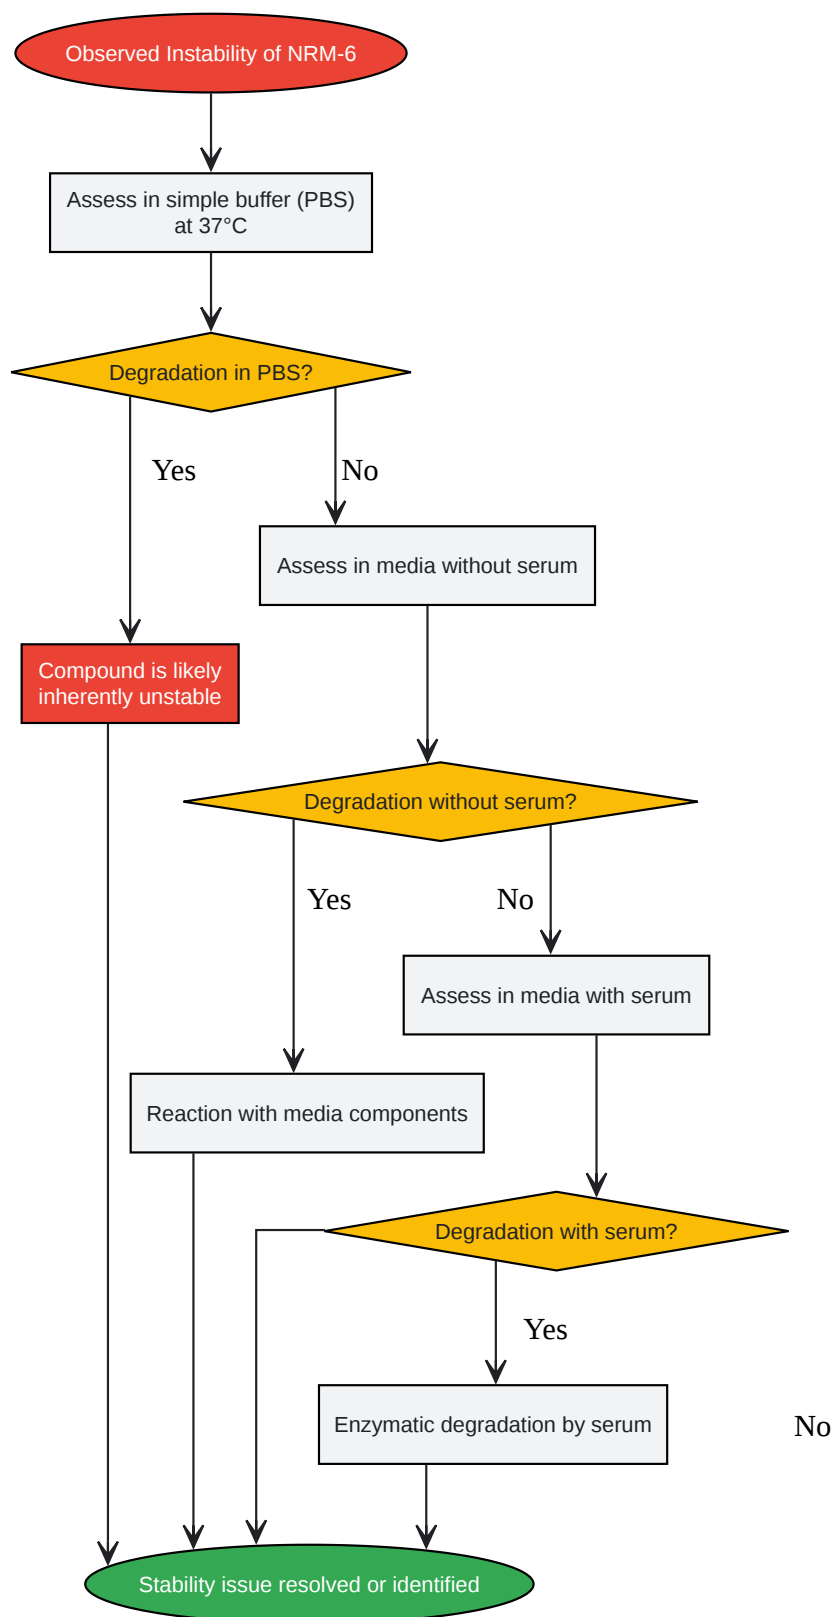 Observed Instability of NRM-6
Assess in simple buffer (PBS)
at 37°C
Degradation in PBS?
Yes
No
Assess in media without serum
Compound is likely
inherently unstable
Degradation without serum?
Yes
No
Assess in media with serum
Reaction with media components
Degradation with serum?
Yes
Enzymatic degradation by serum
No
Stability issue resolved or identified